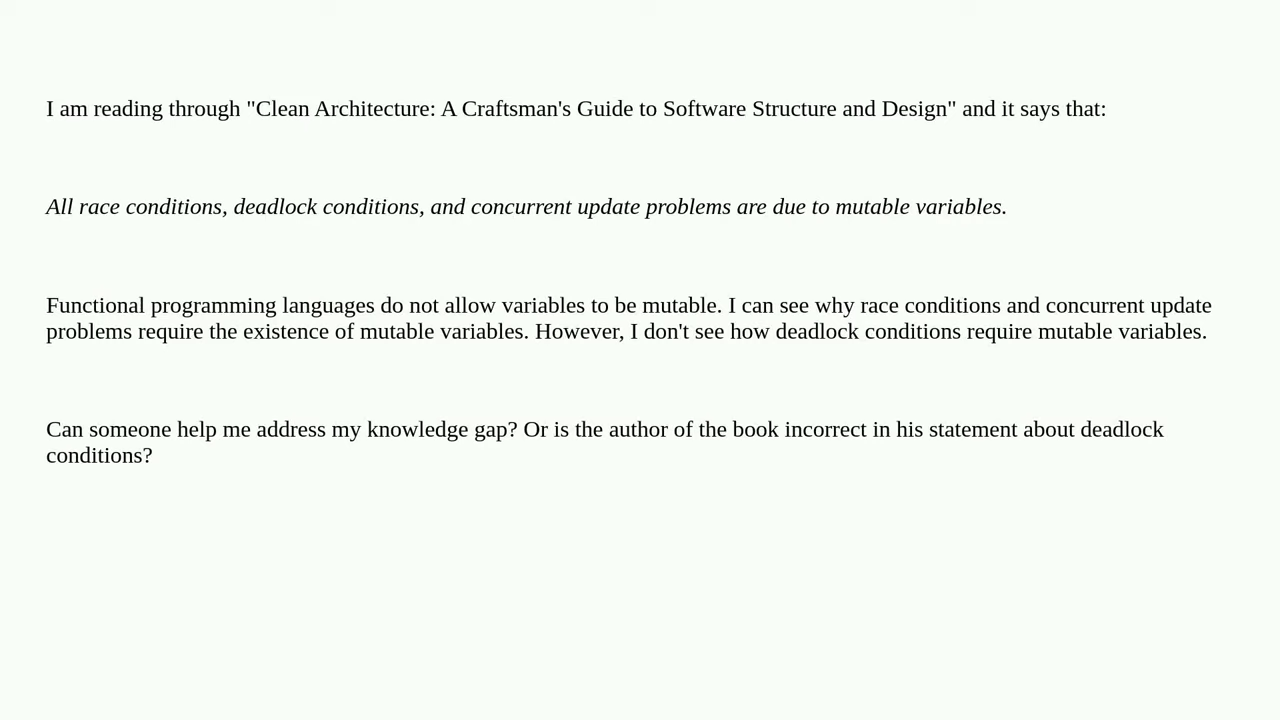 I am reading through "Clean Architecture: A Craftsman's Guide to Software Structure and Design" and it says that:
All race conditions, deadlock conditions, and concurrent update problems are due to mutable variables.
Functional programming languages do not allow variables to be mutable. I can see why race conditions and concurrent update
problems require the existence of mutable variables. However, I don't see how deadlock conditions require mutable variables.
Can someone help me address my knowledge gap? Or is the author of the book incorrect in his statement about deadlock
conditions?